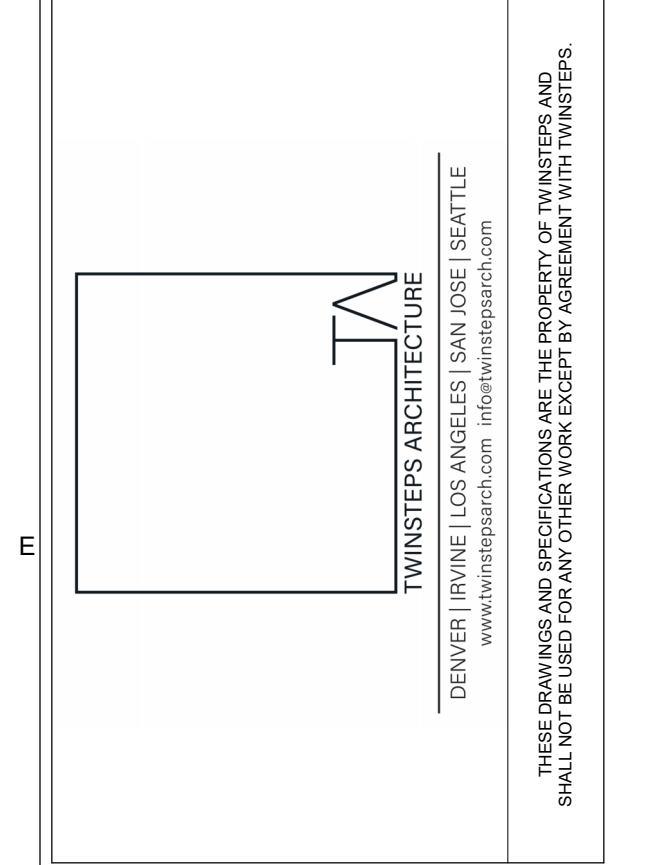 E
TA
TWINSTEPS ARCHITECTURE
DENVER | IRVINE | LOS ANGELES | SAN JOSE | SEATTLE
www.twinstepsarch.com info@twinstepsarch.com
THESE DRAWINGS AND SPECIFICATIONS ARE THE PROPERTY OF TWINSTEPS AND
SHALL NOT BE USED FOR ANY OTHER WORK EXCEPT BY AGREEMENT WITH TWINSTEPS.